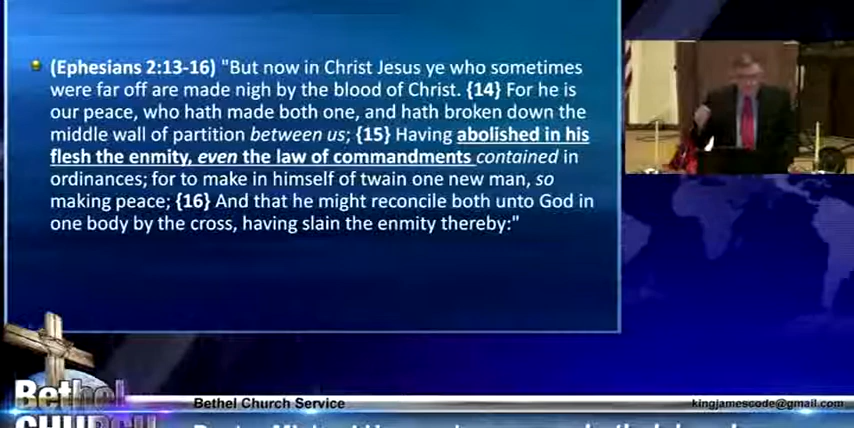 (Ephesians 2:13-16) "But now in Christ Jesus ye who sometimes
were far off are made nigh by the blood of Christ. {14} For he is
our peace, who hath made both one, and hath broken down the
middle wall of partition between us; {15} Having abolished in his
flesh the enmity, even the law of commandments contained in
ordinances; for to make in himself of twain one new man, so
making peace; {16} And that he might reconcile both unto God in
one body by the cross, having slain the enmity thereby:"
Bethel
CHURCH
Bethel Church Service
kingjamescode@gmail.com